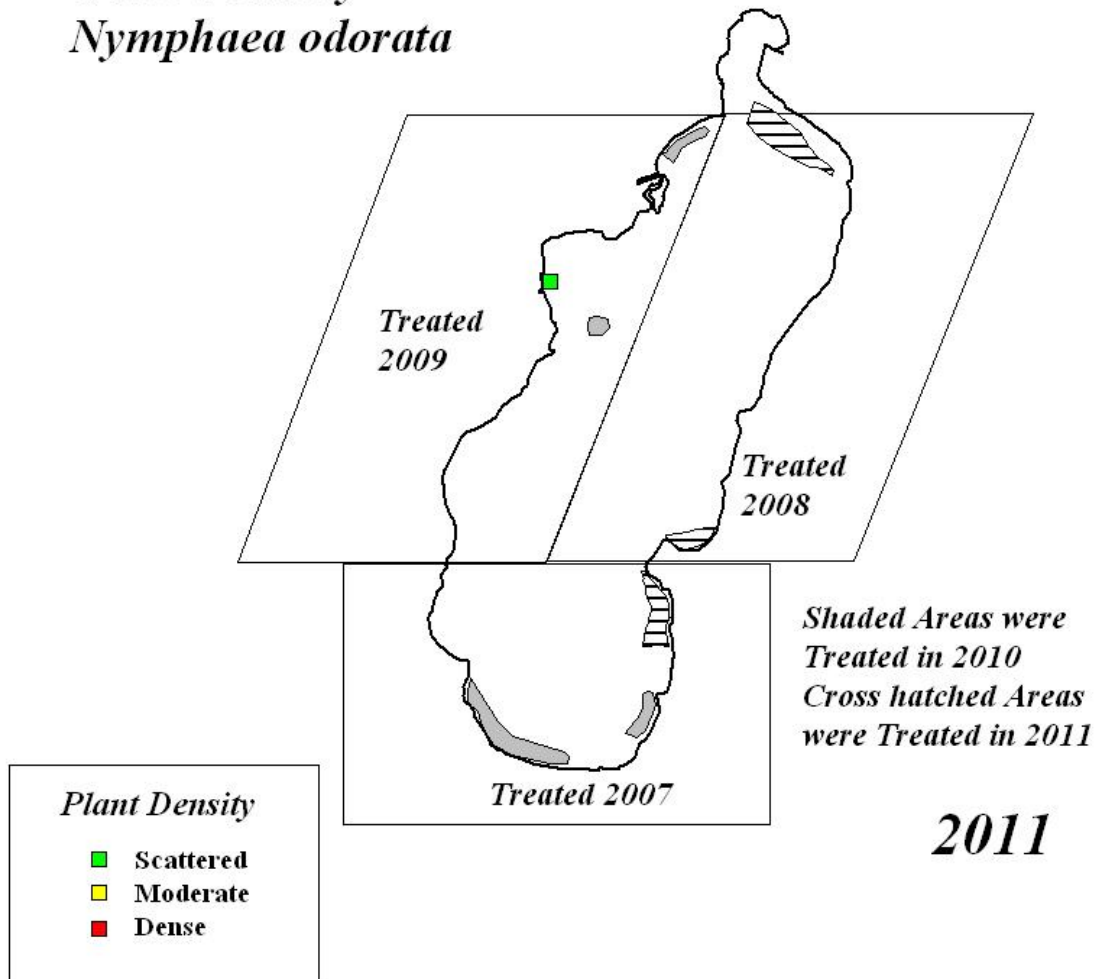 Nymphaea odorata
Treated
2009
Treated
2008
Shaded Areas were
Treated in 2010
Cross hatched Areas
were Treated in 2011
Treated 2007
2011
Plant Density
Scattered
Moderate
Dense